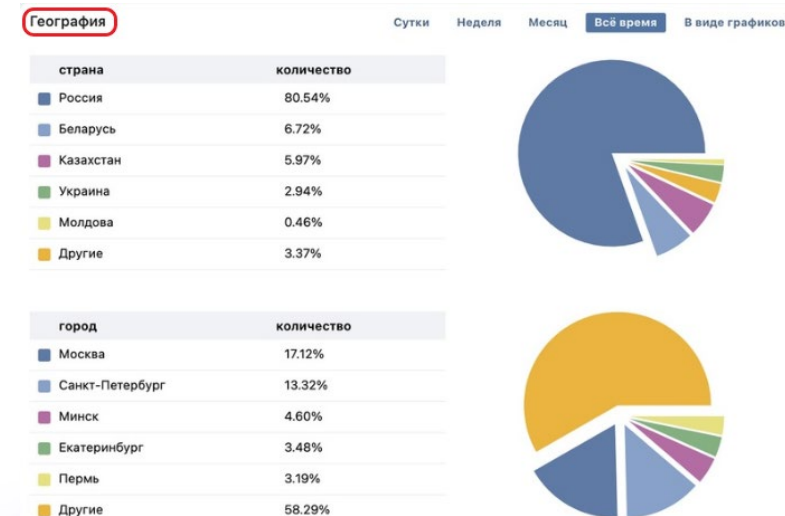 География Сутки Неделя Месяц Всё время В виде графиков
страна количество
Россия 80.54%
Беларусь 6.72%
Казахстан 5.97%
Украина 2.94%
Молдова 0.46%
Другие 3.37%
город количество
Москва 17.12%
Санкт-Петербург 13.32%
Минск 4.60%
Екатеринбург 3.48%
Пермь 3.19%
Другие 58.29%